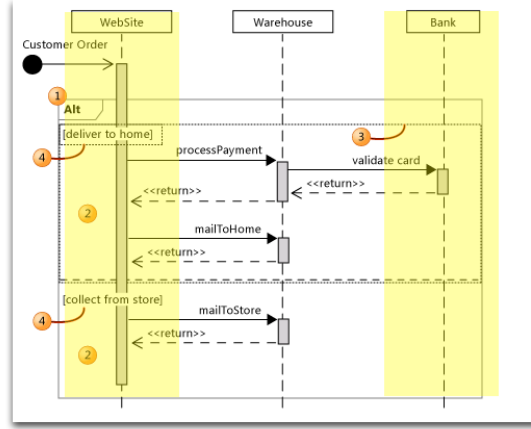 WebSite
Warehouse
Bank
Customer Order
1
Alt
[deliver to home]
3
4
processPayment
validate card
<<return>>
<<return>>
2
mailToHome
<<return>>
[collect from store]
4
mailToStore
<<return>>
2